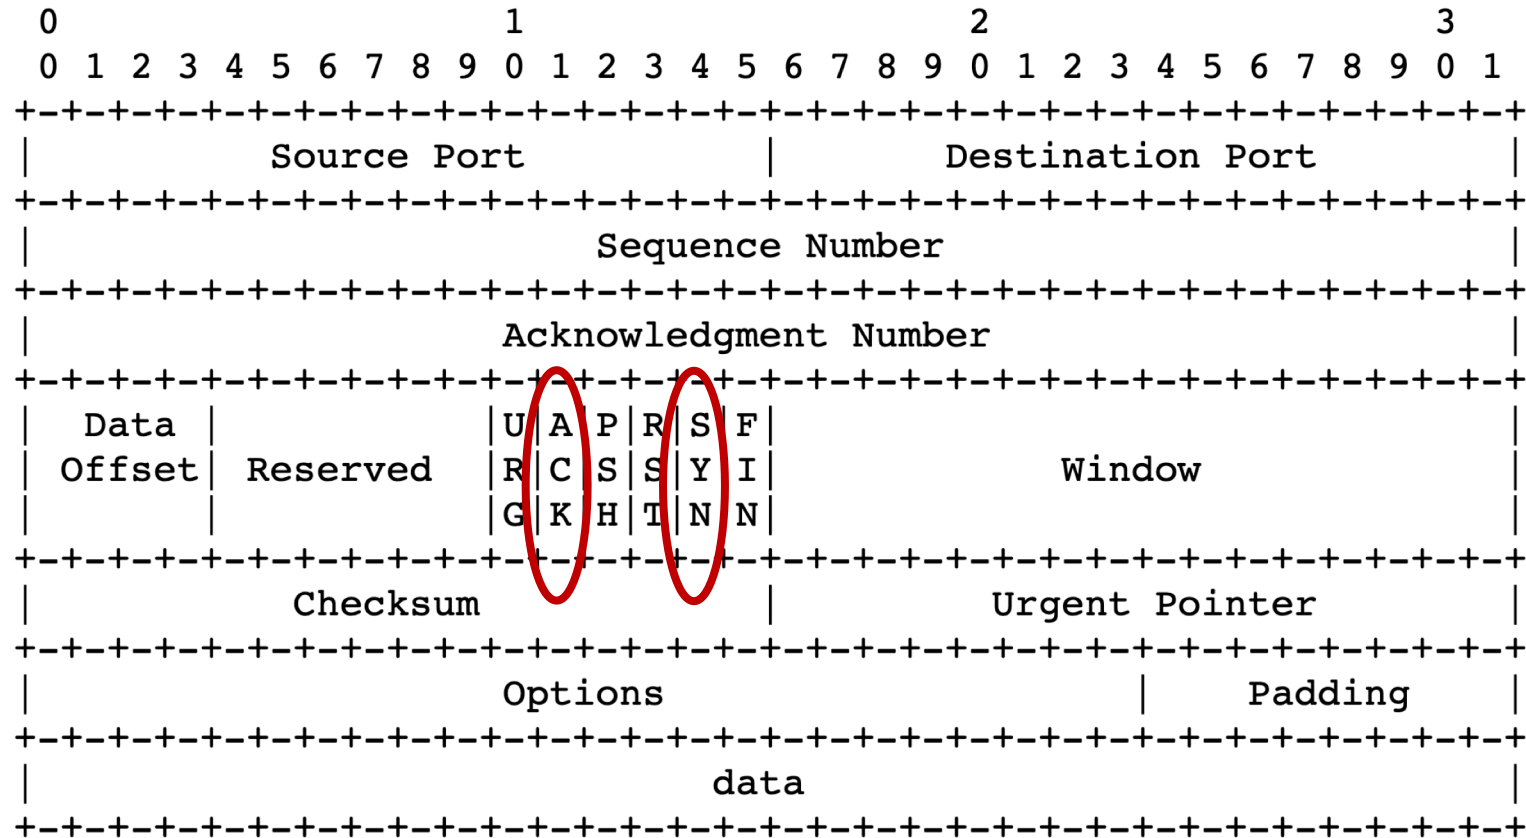 0                   1                   2                   3
 0 1 2 3 4 5 6 7 8 9 0 1 2 3 4 5 6 7 8 9 0 1 2 3 4 5 6 7 8 9 0 1
+-+-+-+-+-+-+-+-+-+-+-+-+-+-+-+-+-+-+-+-+-+-+-+-+-+-+-+-+-+-+-+-+
|          Source Port          |       Destination Port        |
+-+-+-+-+-+-+-+-+-+-+-+-+-+-+-+-+-+-+-+-+-+-+-+-+-+-+-+-+-+-+-+-+
|                        Sequence Number                        |
+-+-+-+-+-+-+-+-+-+-+-+-+-+-+-+-+-+-+-+-+-+-+-+-+-+-+-+-+-+-+-+-+
|                    Acknowledgment Number                      |
+-+-+-+-+-+-+-+-+-+-+-+-+-+-+-+-+-+-+-+-+-+-+-+-+-+-+-+-+-+-+-+-+
|  Data |           |U|A|P|R|S|F|                               |
| Offset| Reserved  |R|C|S|S|Y|I|            Window             |
|       |           |G|K|H|T|N|N|                               |
+-+-+-+-+-+-+-+-+-+-+-+-+-+-+-+-+-+-+-+-+-+-+-+-+-+-+-+-+-+-+-+-+
|           Checksum            |         Urgent Pointer        |
+-+-+-+-+-+-+-+-+-+-+-+-+-+-+-+-+-+-+-+-+-+-+-+-+-+-+-+-+-+-+-+-+
|                    Options                    |    Padding    |
+-+-+-+-+-+-+-+-+-+-+-+-+-+-+-+-+-+-+-+-+-+-+-+-+-+-+-+-+-+-+-+-+
|                             data                              |
+-+-+-+-+-+-+-+-+-+-+-+-+-+-+-+-+-+-+-+-+-+-+-+-+-+-+-+-+-+-+-+-+